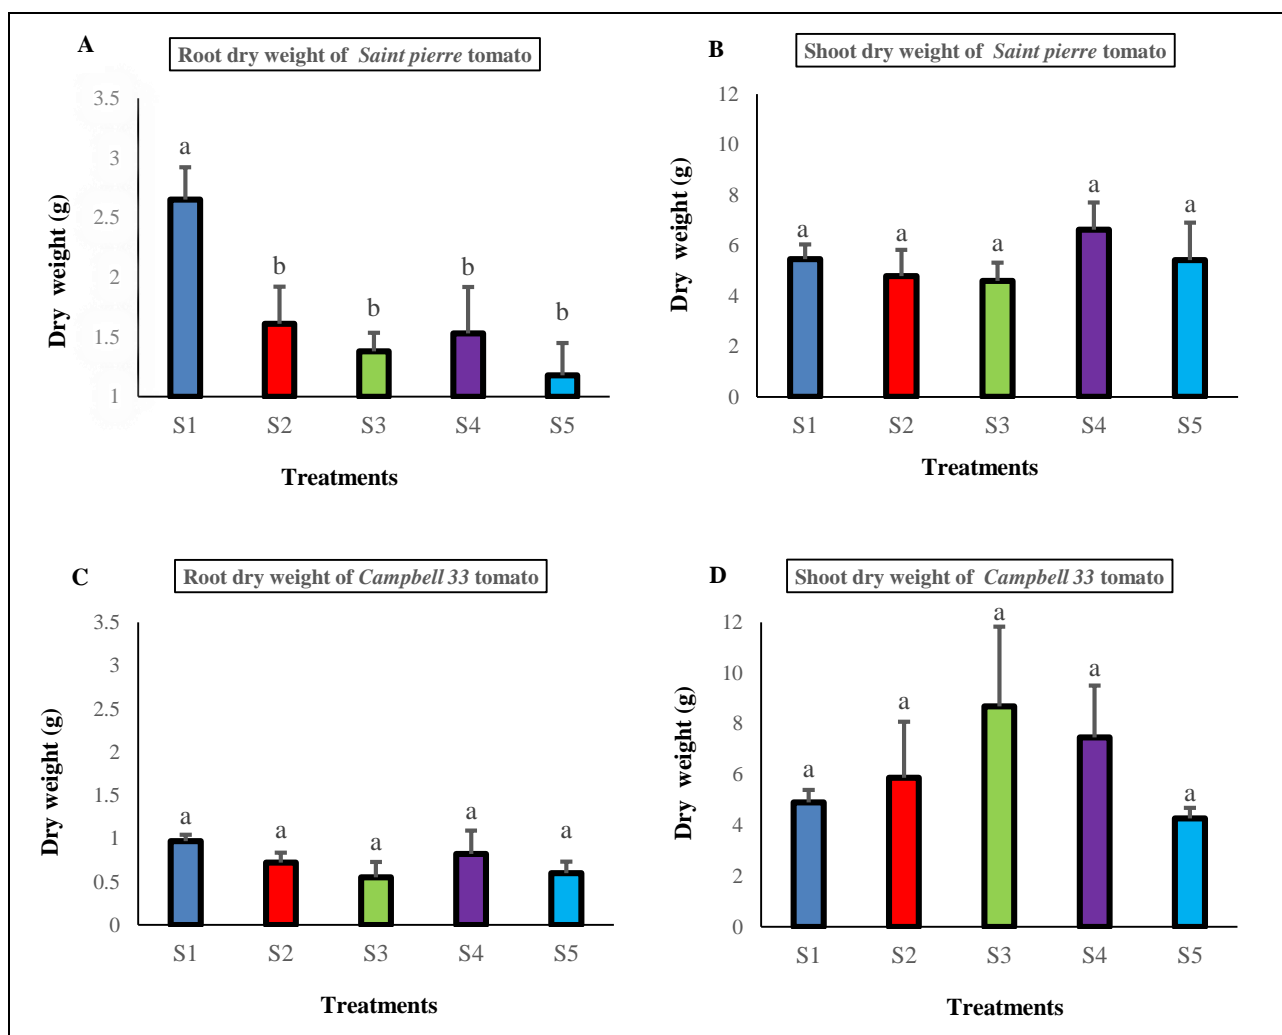 A
Root dry weight of Saint pierre tomato
3.5
3
2.5
2
1.5
1
Dry weight (g)
a
b
b
b
b
S1 S2 S3 S4 S5
Treatments
B
Shoot dry weight of Saint pierre tomato
12
10
8
6
4
2
0
Dry weight (g)
a
a
a
a
a
S1 S2 S3 S4 S5
Treatments
C
Root dry weight of Campbell 33 tomato
3.5
3
2.5
2
1.5
1
0.5
0
Dry weight (g)
a
a
a
a
a
S1 S2 S3 S4 S5
Treatments
D
Shoot dry weight of Campbell 33 tomato
12
10
8
6
4
2
0
Dry weight (g)
a
a
a
a
a
S1 S2 S3 S4 S5
Treatments